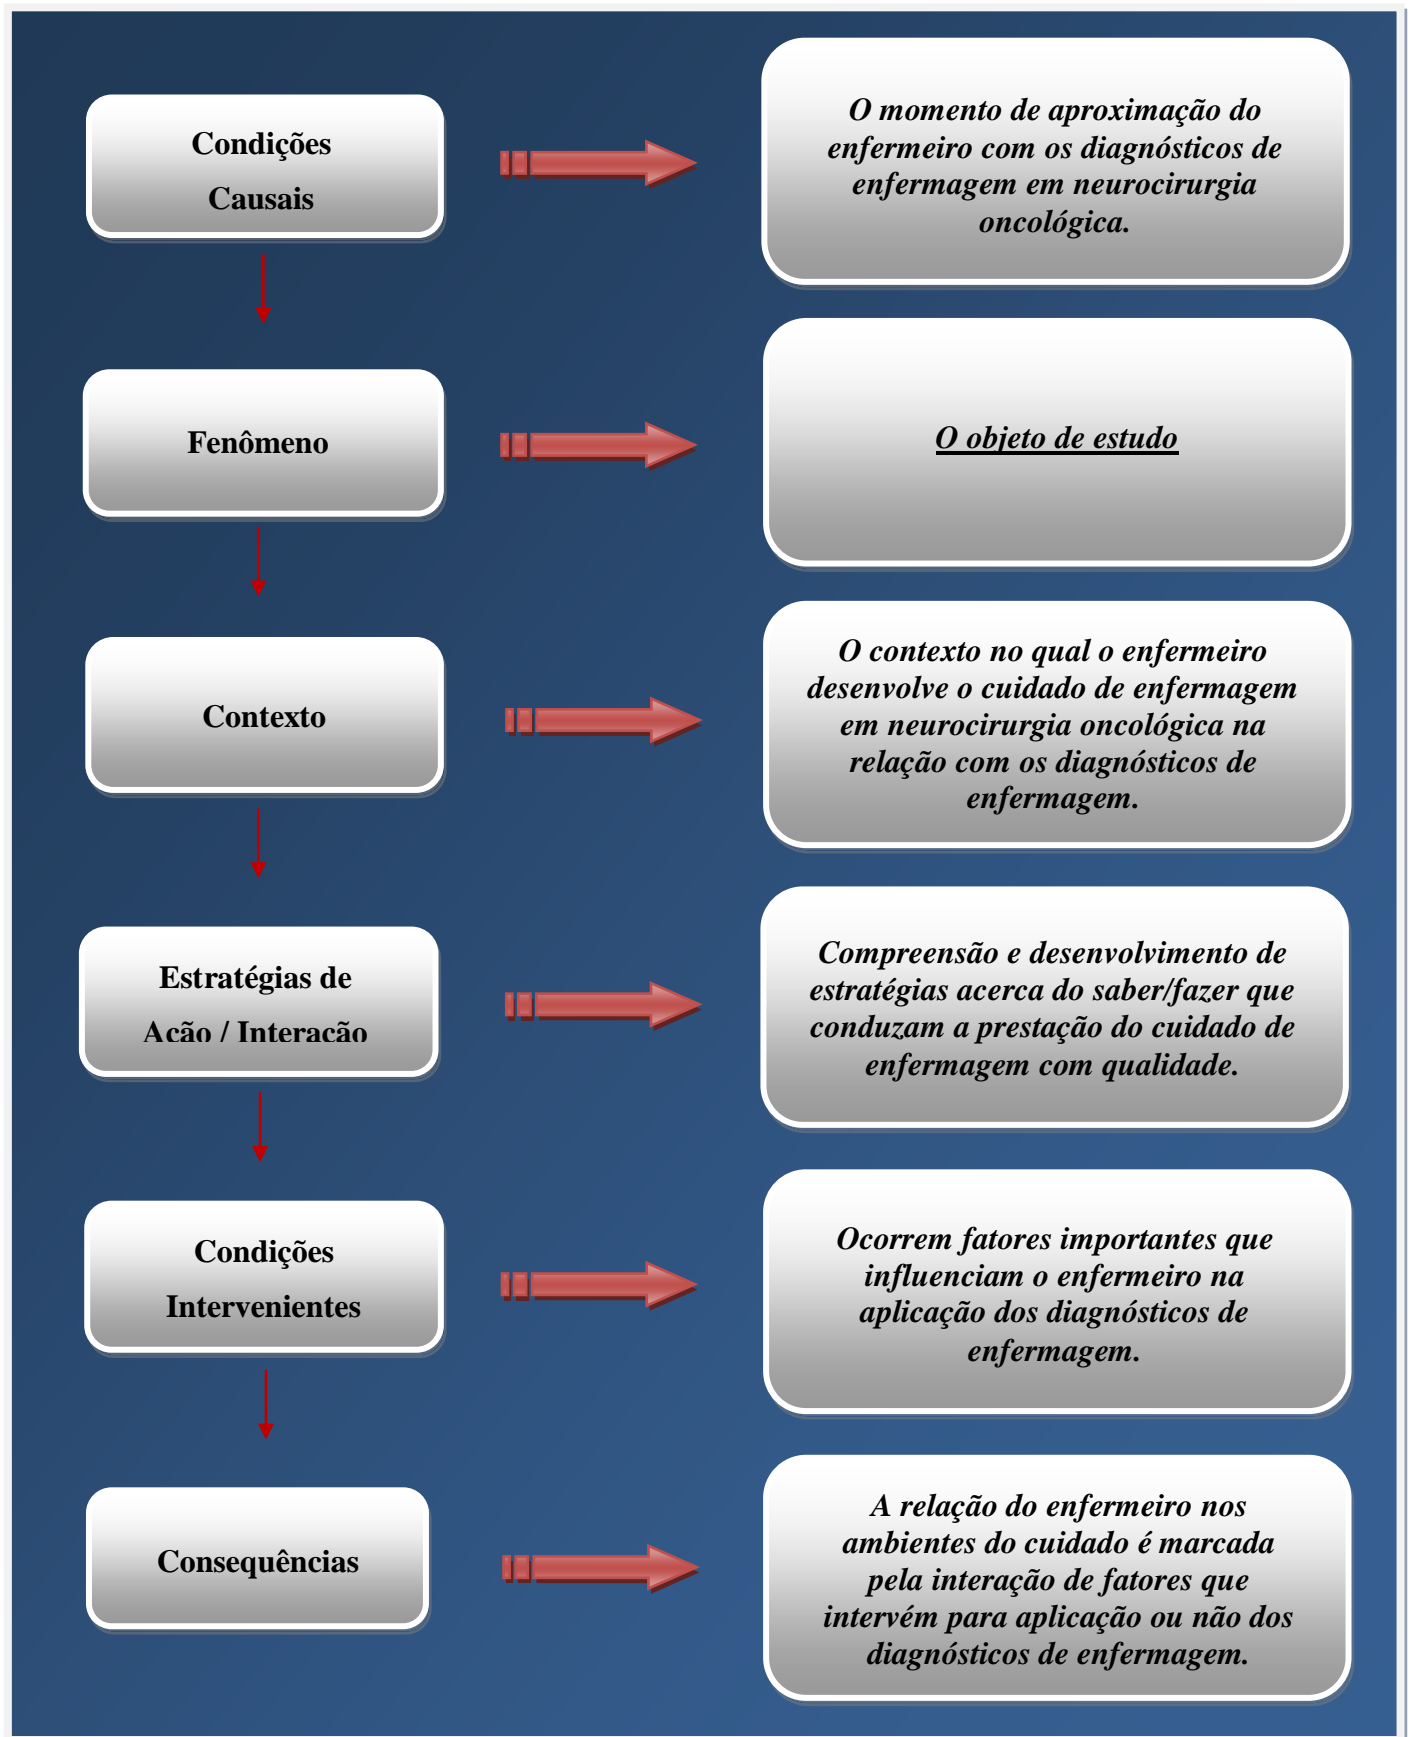 Condições
Causais
O momento de aproximação do
enfermeiro com os diagnósticos de
enfermagem em neurocirurgia
oncológica.
Fenômeno
O objeto de estudo
Contexto
O contexto no qual o enfermeiro
desenvolve o cuidado de enfermagem
em neurocirurgia oncológica na
relação com os diagnósticos de
enfermagem.
Estratégias de
Ação / Interação
Compreensão e desenvolvimento de
estratégias acerca do saber/fazer que
conduzam a prestação do cuidado de
enfermagem com qualidade.
Condições
Intervenientes
Ocorrem fatores importantes que
influenciam o enfermeiro na
aplicação dos diagnósticos de
enfermagem.
Consequências
A relação do enfermeiro nos
ambientes do cuidado é marcada
pela interação de fatores que
intervém para aplicação ou não dos
diagnósticos de enfermagem.